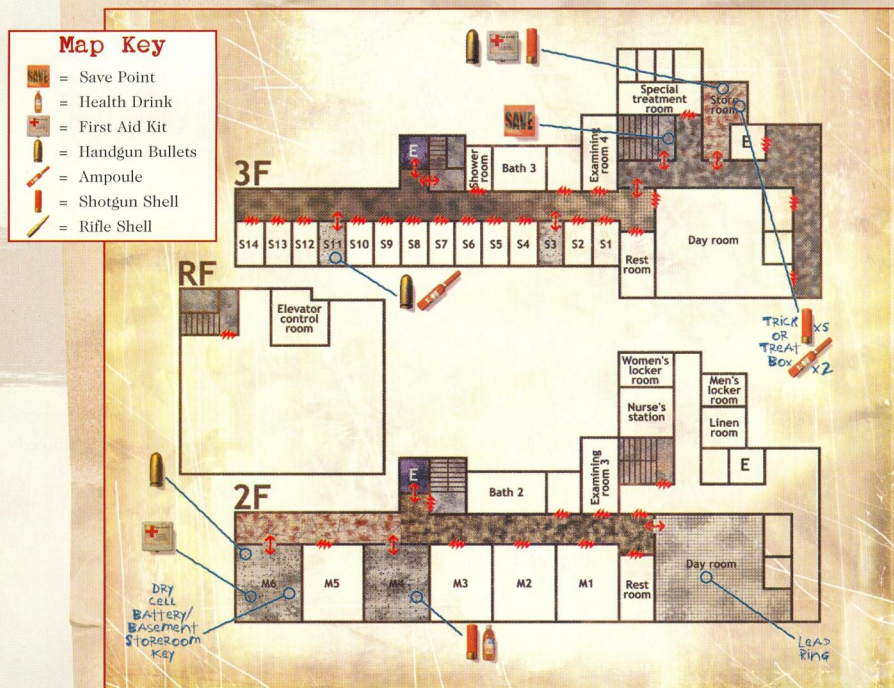 Map Key
SAVE = Save Point
= Health Drink
= First Aid Kit
= Handgun Bullets
= Ampoule
= Shotgun Shell
= Rifle Shell
SAVE
3F
Special
treatment
room
Store
room
E
E
Shower
room
Bath 3
Examining
room 4
S14
S13
S12
S11
S10
S9
S8
S7
S6
S5
S4
S3
S2
S1
Rest
room
Day room
TRICK
OR
TREAT
BOX
x5
x2
RF
Elevator
control
room
2F
Women's
locker
room
Nurse's
station
Men's
locker
room
Linen
room
E
E
Bath 2
Examining
room 3
M6
M5
M4
M3
M2
M1
Rest
room
Day room
DRY
CELL
BATTERY/
BASEMENT
STOREROOM
KEY
LEAD
RING